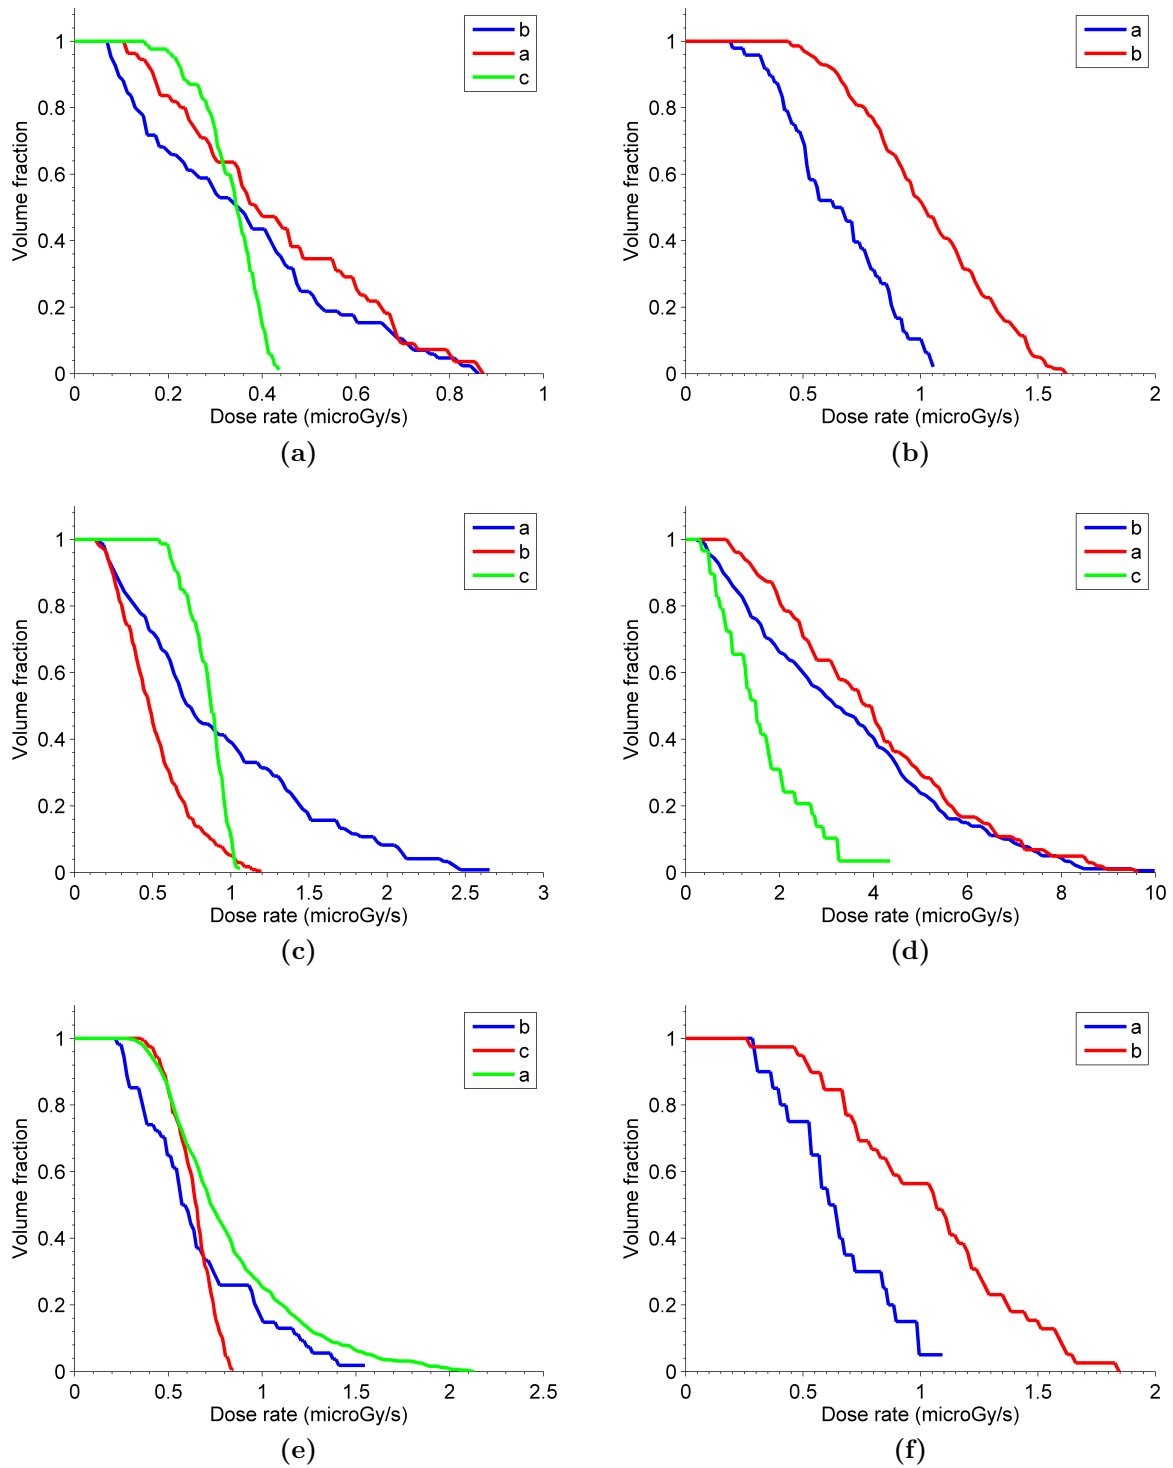 b
a
c
1
0.8
0.6
0.4
0.2
0
Volume fraction
0 0.2 0.4 0.6 0.8 1
Dose rate (microGy/s)
(a)
a
b
1
0.8
0.6
0.4
0.2
0
Volume fraction
0 0.5 1 1.5 2
Dose rate (microGy/s)
(b)
a
b
c
1
0.8
0.6
0.4
0.2
0
Volume fraction
0 0.5 1 1.5 2 2.5 3
Dose rate (microGy/s)
(c)
b
a
c
1
0.8
0.6
0.4
0.2
0
Volume fraction
0 2 4 6 8 10
Dose rate (microGy/s)
(d)
b
c
a
1
0.8
0.6
0.4
0.2
0
Volume fraction
0 0.5 1 1.5 2 2.5
Dose rate (microGy/s)
(e)
a
b
1
0.8
0.6
0.4
0.2
0
Volume fraction
0 0.5 1 1.5 2
Dose rate (microGy/s)
(f)